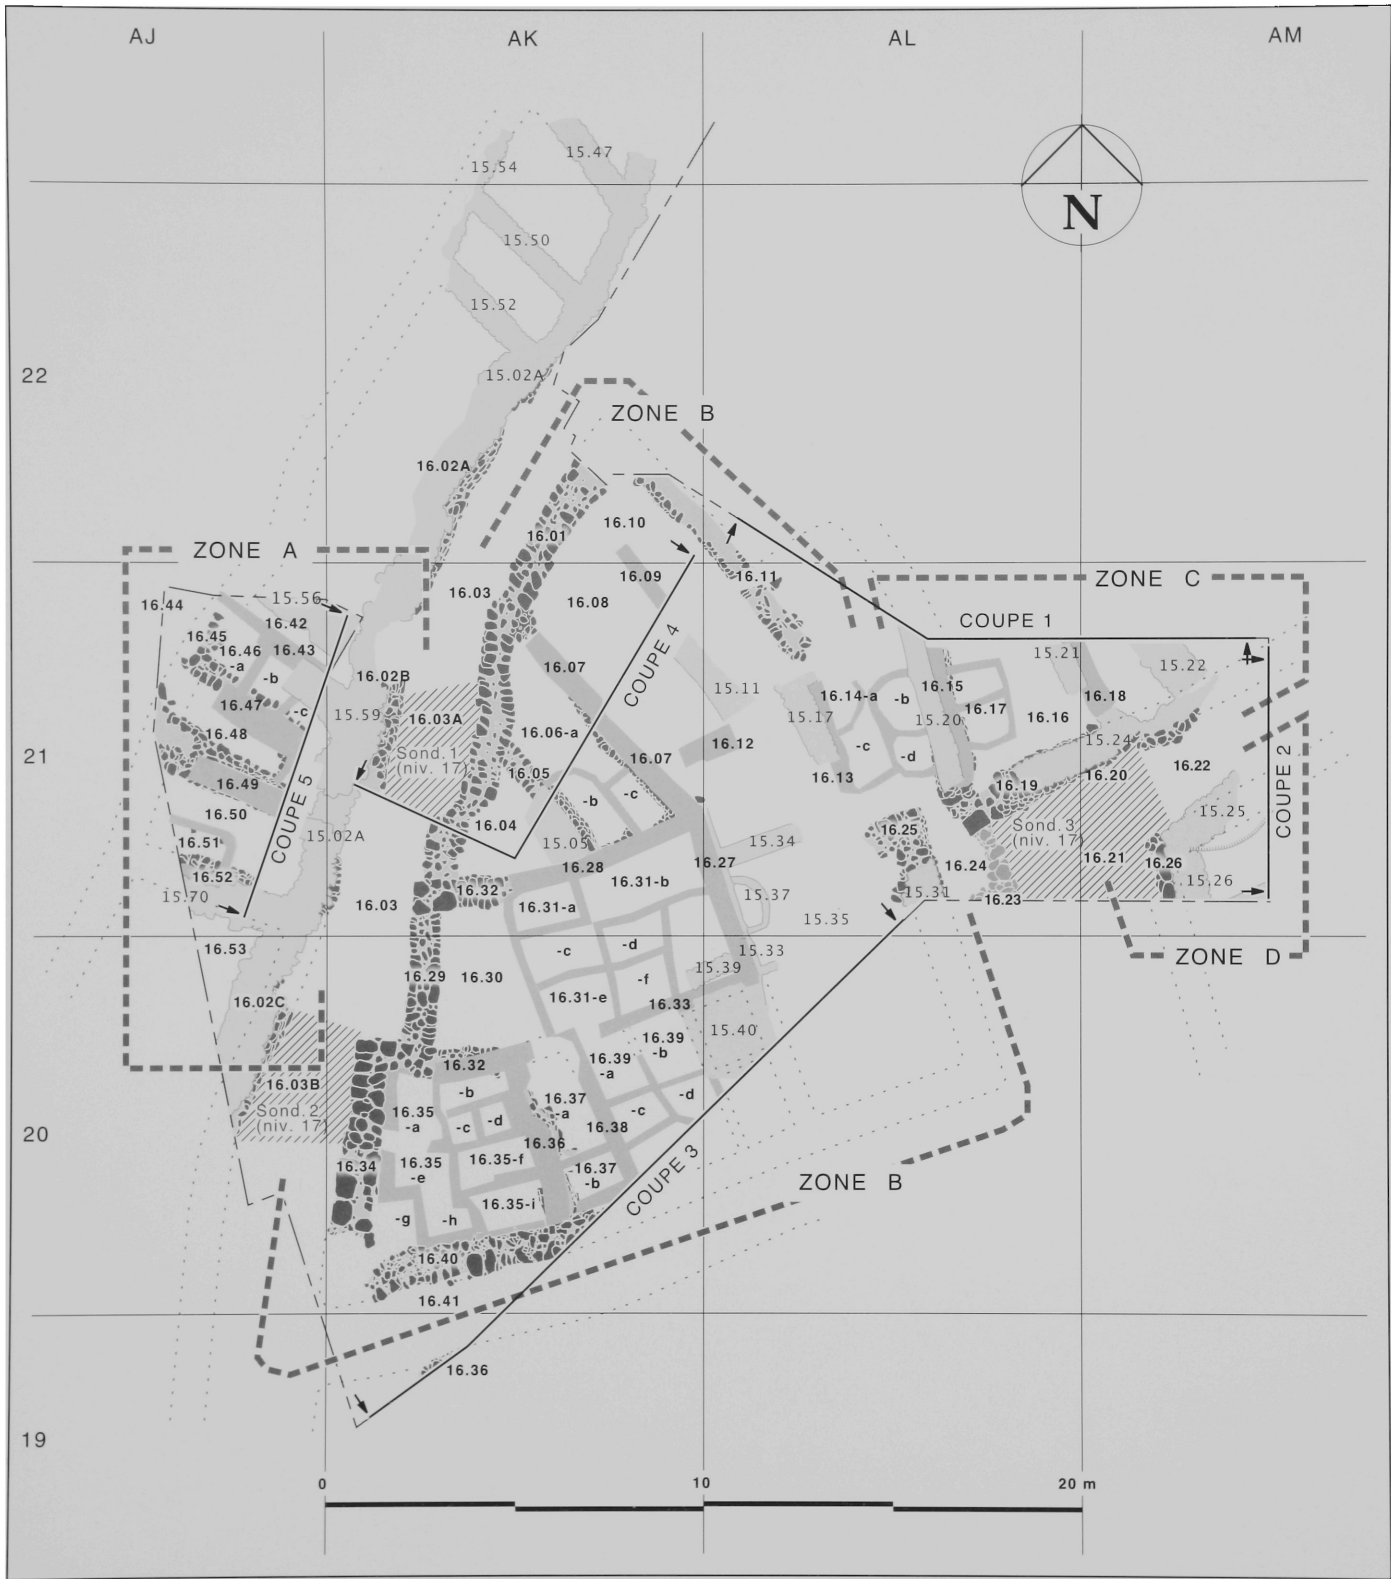 AJ AK AL AM
N
15.47
15.54
15.50
15.52
22
15.02A
ZONE B
16.02A
16.10
16.01
ZONE A
16.09
16.11
ZONE C
16.03
16.08
15.56
16.44
16.42
COUPE 1
16.45
16.46
-a
16.43
15.21
15.22
COUPE 4
16.07
-b
16.02B
15.11
16.14-a
-b
16.15
16.18
16.47
-c
15.59
16.03A
15.17
15.20
16.17
16.16
16.48
16.06-a
16.12
-c
15.24
21
Sond.1
(niv. 17)
16.07
-d
16.22
16.05
16.13
16.20
16.49
16.19
COUPE 2
-b
-c
16.50
COUPE 5
16.04
15.25
15.02A
16.25
Sond.3
(niv. 17)
16.51
15.05
15.34
16.28
16.27
16.24
16.21
16.26
16.52
16.31-b
15.70
16.32
15.37
15.31
15.26
16.03
16.31-a
16.23
15.35
16.53
-c
-d
15.33
ZONE D
15.39
16.29
16.30
-f
16.02C
16.31-e
16.33
15.40
16.39
-b
16.39
-a
16.32
16.03B
-b
-d
16.37
-a
Sond.2
(niv. 17)
16.35
-a
-d
-c
-c
16.38
16.36
16.34
16.35
-e
16.35-f
16.37
-b
COUPE 3
ZONE B
16.35-i
-g
-h
16.40
16.41
16.36
20
19
0 10 20 m